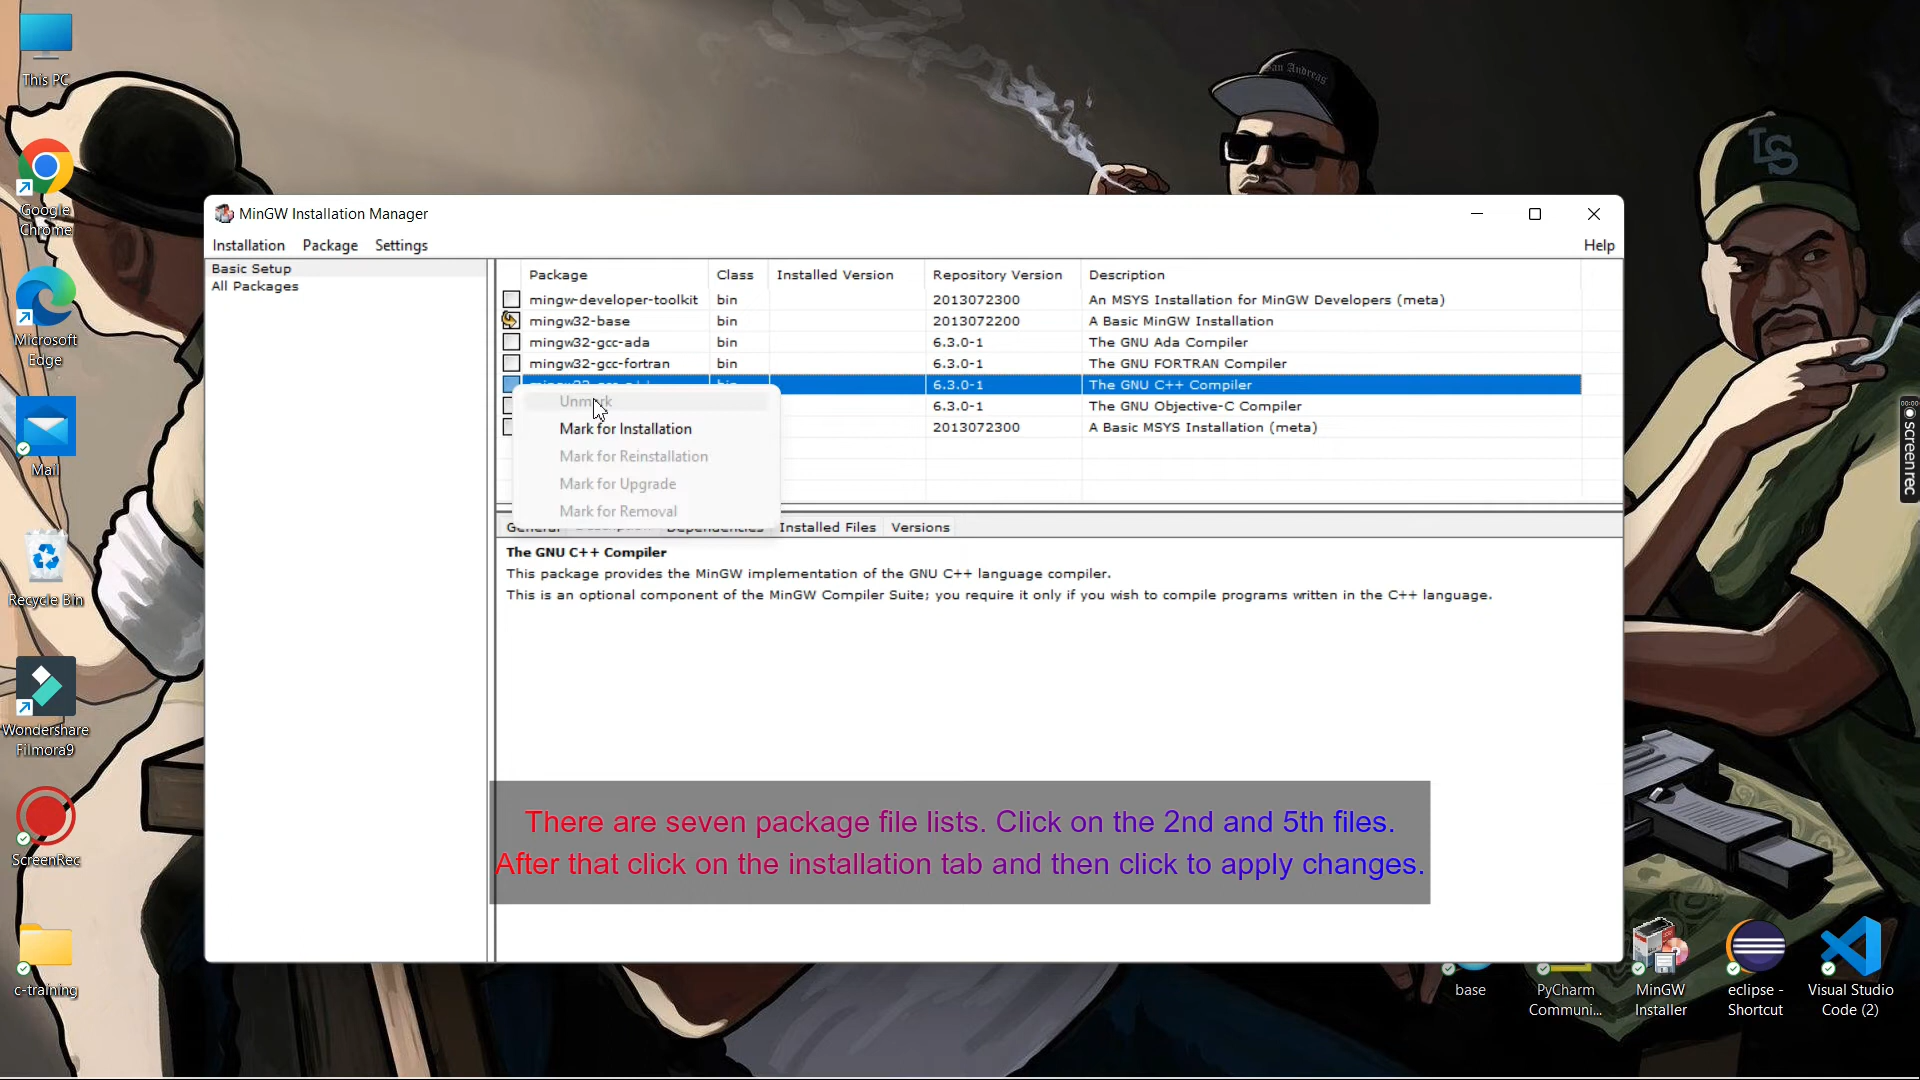 This PC
Google Chrome
Microsoft Edge
Mail
Recycle Bin
Wondershare Filmora9
ScreenRec
c-training
San Andreas
LS
MinGW Installation Manager
Installation Package Settings Help
Basic Setup
All Packages
Package Class Installed Version Repository Version Description
mingw-developer-toolkit bin 2013072300 An MSYS Installation for MinGW Developers (meta)
mingw32-base bin 2013072200 A Basic MinGW Installation
mingw32-gcc-ada bin 6.3.0-1 The GNU Ada Compiler
mingw32-gcc-fortran bin 6.3.0-1 The GNU FORTRAN Compiler
6.3.0-1 The GNU C++ Compiler
6.3.0-1 The GNU Objective-C Compiler
2013072300 A Basic MSYS Installation (meta)
Unmark
Mark for Installation
Mark for Reinstallation
Mark for Upgrade
Mark for Removal
General Description Dependencies Installed Files Versions
The GNU C++ Compiler
This package provides the MinGW implementation of the GNU C++ language compiler.
This is an optional component of the MinGW Compiler Suite; you require it only if you wish to compile programs written in the C++ language.
There are seven package file lists. Click on the 2nd and 5th files.
After that click on the installation tab and then click to apply changes.
00:00
screenrec
base
PyCharm Communi...
MinGW Installer
eclipse - Shortcut
Visual Studio Code (2)